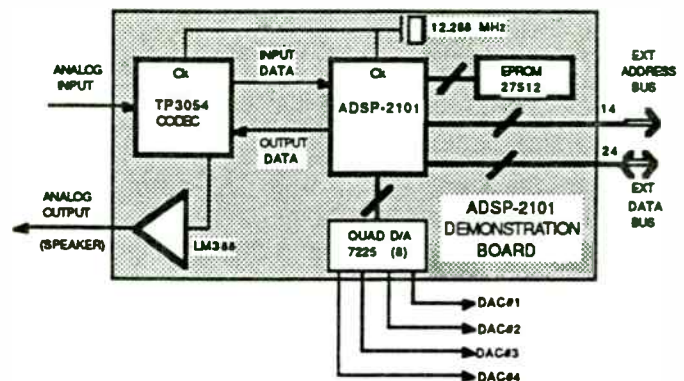 12.288 MHz
ANALOG
INPUT
Ck
TP3054
CODEC
INPUT
DATA
OUTPUT
DATA
Ck
ADSP-2101
EPROM
27512
EXT
ADDRESS
BUS
14
24
EXT
DATA
BUS
ANALOG
OUTPUT
(SPEAKER)
LM388
QUAD D/A
7225 (8)
ADSP-2101
DEMONSTRATION
BOARD
DAC#1
DAC#2
DAC#3
DAC#4